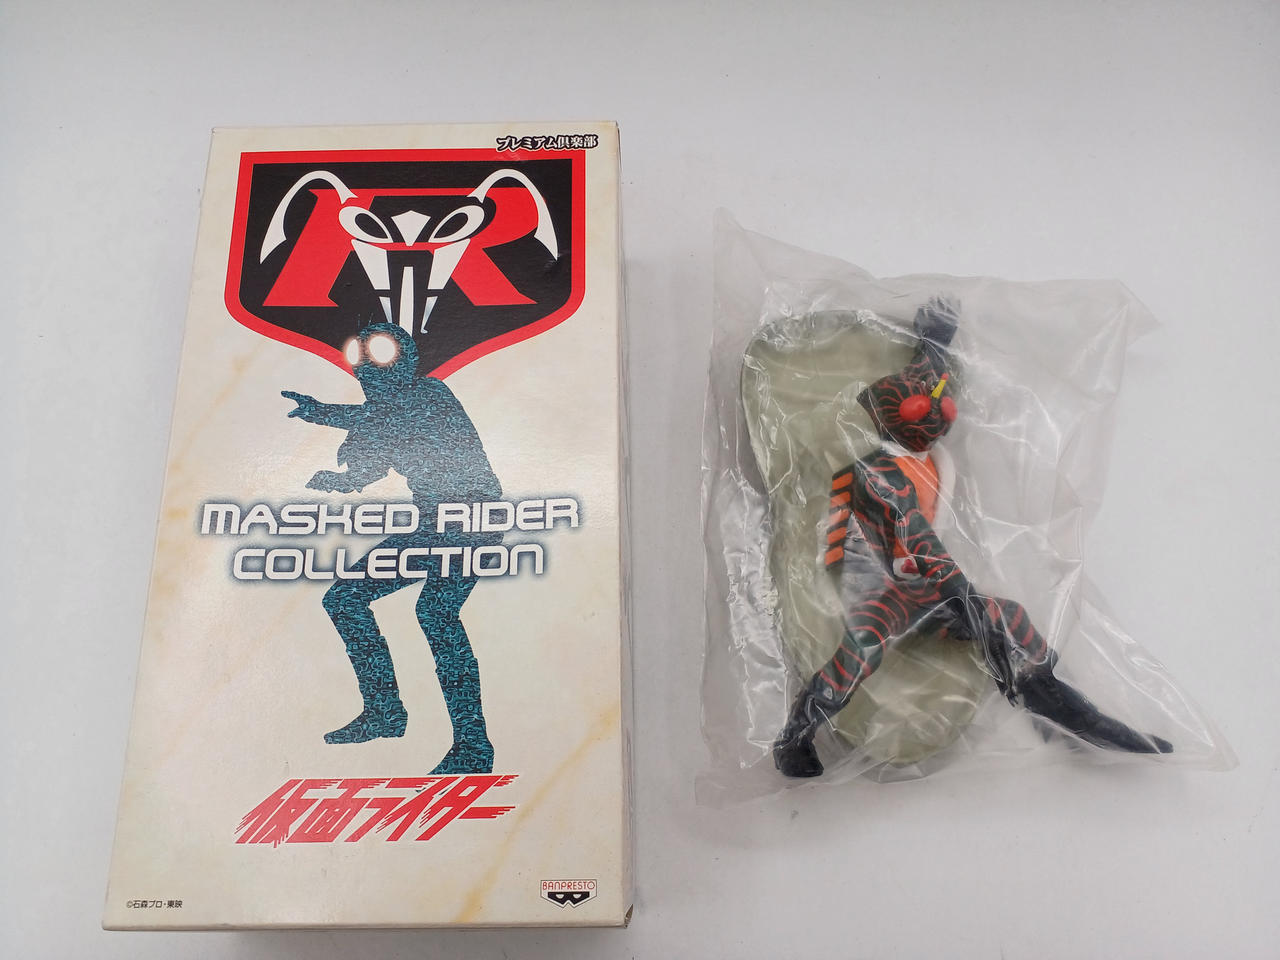 プレミアム倶楽部
MASKED RIDER
COLLECTION
仮面ライダー
BANPRESTO
©石森プロ・東映